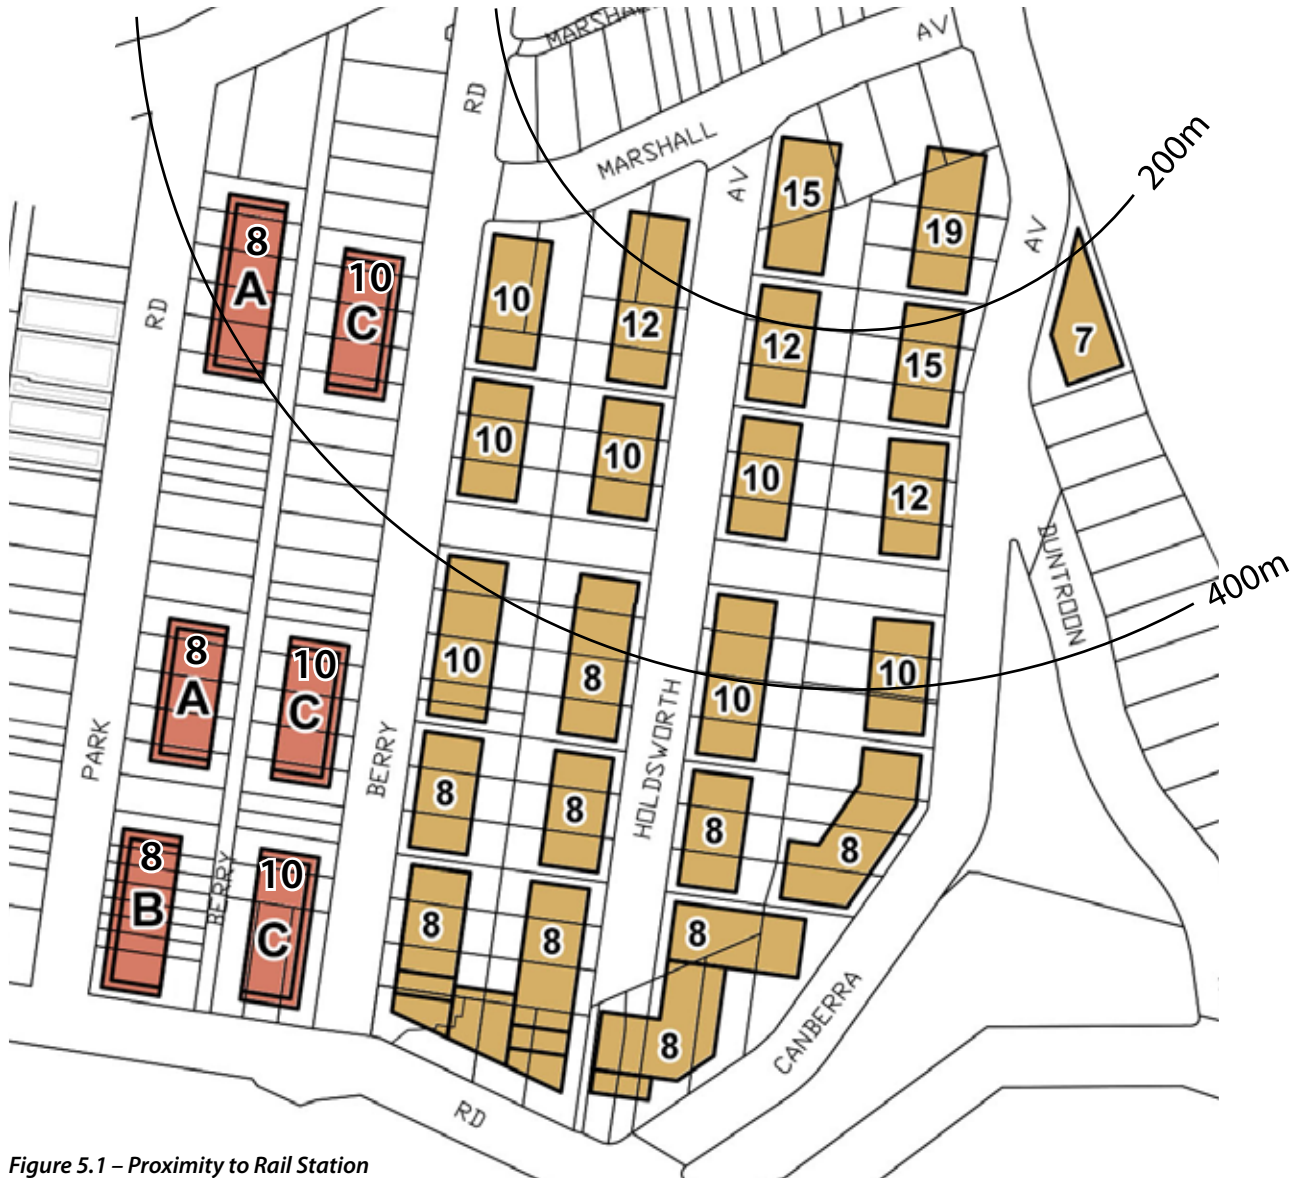 MARSHALL
AV
RD
MARSHALL
200m
AV
15
8
A
10
C
19
AV
RD
10
12
7
12
15
10
10
10
12
DUNTROON
400m
8
A
10
C
10
8
10
10
HOLDSWORTH
PARK
BERRY
8
8
8
8
8
B
BERRY
10
C
8
8
8
8
CANBERRA
RD
Figure 5.1 – Proximity to Rail Station